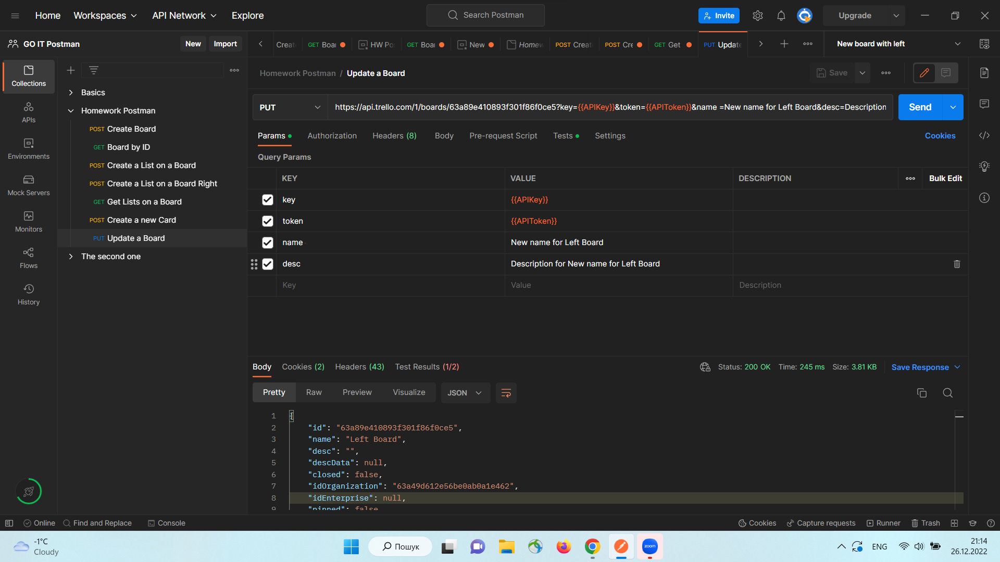 Home Workspaces API Network Explore Search Postman Invite Upgrade
GO IT Postman New Import
Creat GET Boar HW Po GET Boar New Homew POST Creat POST Cre GET Get PUT Updat New board with left
Homework Postman / Update a Board Save
Collections
APIs
Environments
Mock Servers
Monitors
Flows
History
Basics
Homework Postman
POST Create Board
GET Board by ID
POST Create a List on a Board
POST Create a List on a Board Right
GET Get Lists on a Board
POST Create a new Card
PUT Update a Board
The second one
PUT https://api.trello.com/1/boards/63a89e410893f301f86f0ce5?key={{APIKey}}&token={{APIToken}}&name =New name for Left Board&desc=Description Send
Params Authorization Headers (8) Body Pre-request Script Tests Settings Cookies
Query Params
KEY VALUE DESCRIPTION Bulk Edit
key {{APIKey}}
token {{APIToken}}
name New name for Left Board
desc Description for New name for Left Board
Key Value Description
Body Cookies (2) Headers (43) Test Results (1/2) Status: 200 OK Time: 245 ms Size: 3.81 KB Save Response
Pretty Raw Preview Visualize JSON
1 {
2 "id": "63a89e410893f301f86f0ce5",
3 "name": "Left Board",
4 "desc": "",
5 "descData": null,
6 "closed": false,
7 "idOrganization": "63a49d612e56be0ab0a1e462",
8 "idEnterprise": null,
9 "pinned": false
Online Find and Replace Console Cookies Capture requests Runner Trash
-1°C
Cloudy
Пошук
zoom
ENG
21:14
26.12.2022